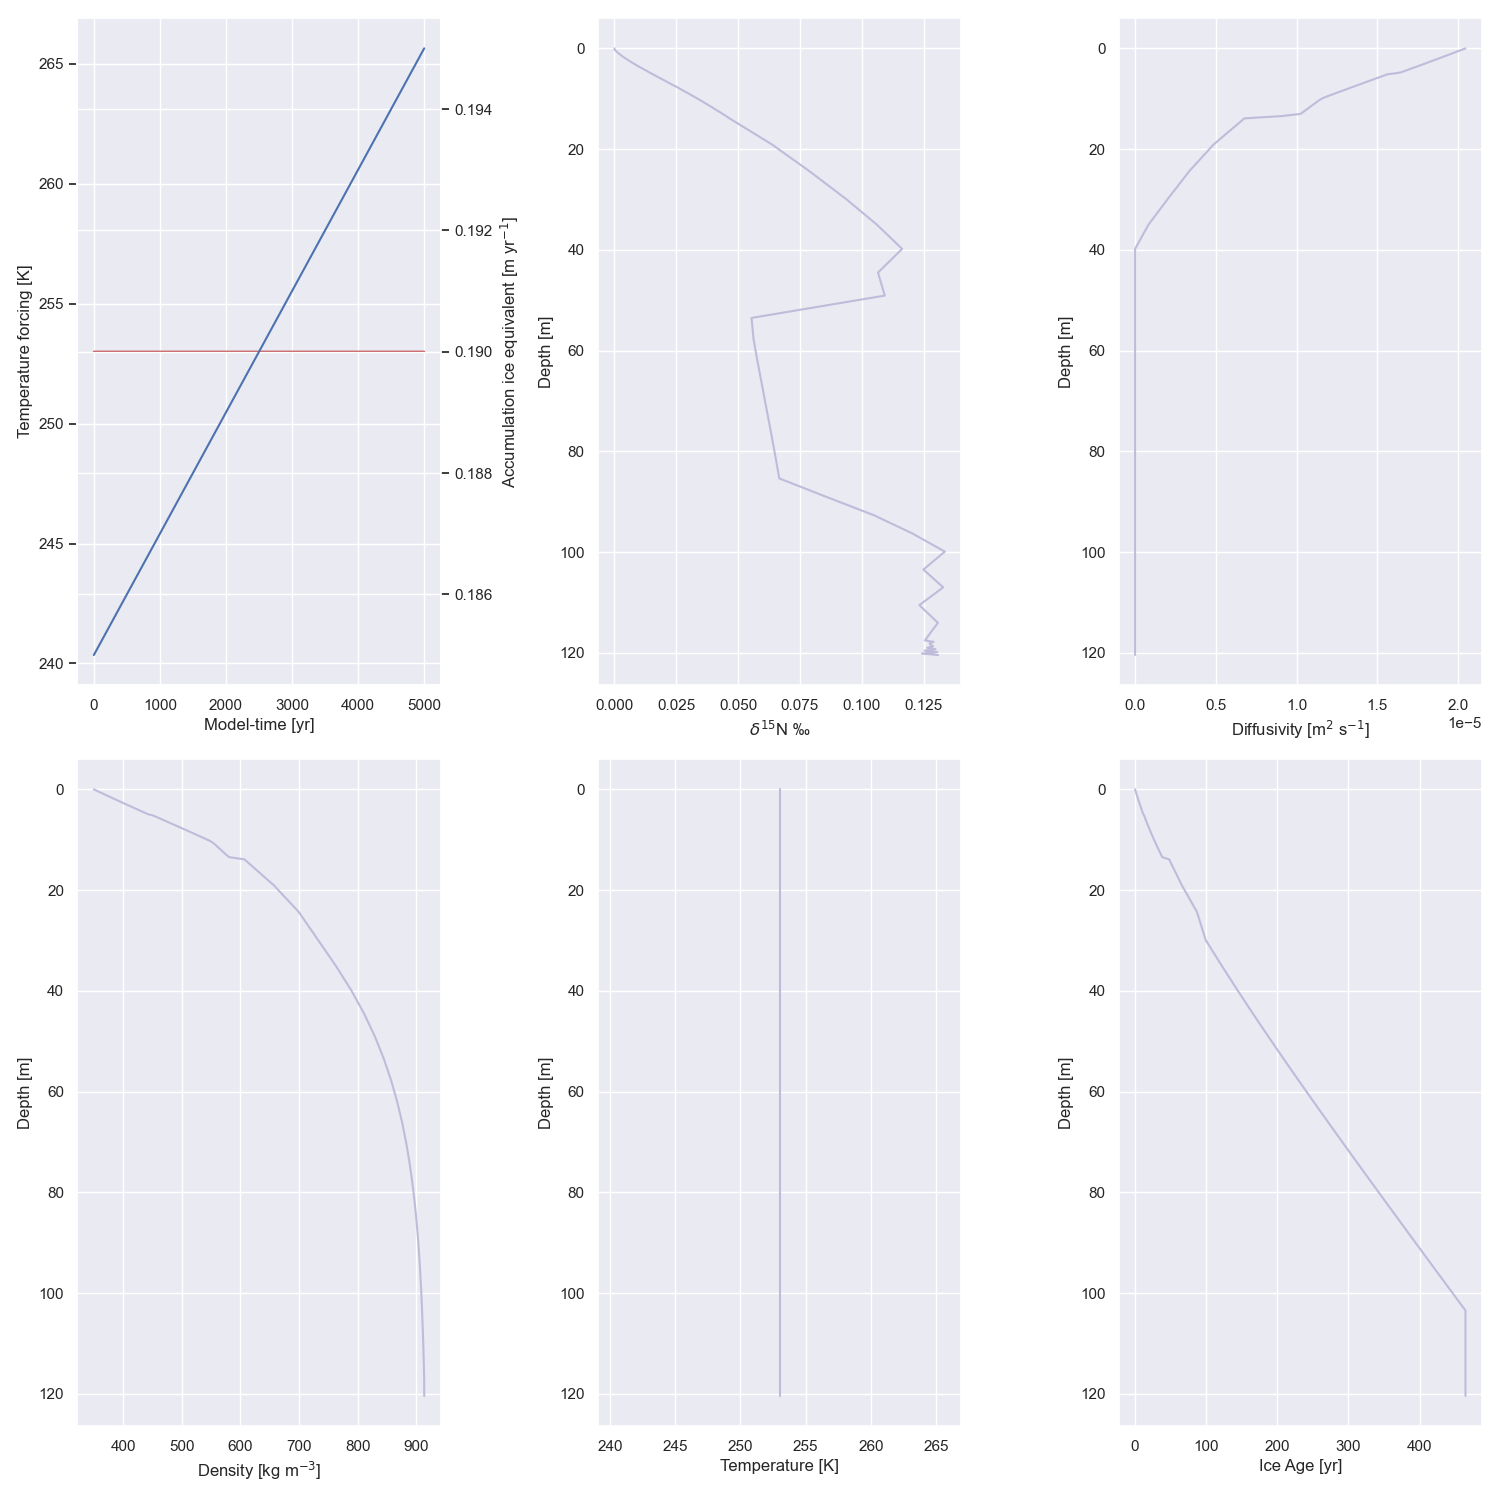 265
260
255
250
245
240
Temperature forcing [K]
0.194
0.192
0.190
0.188
0.186
Accumulation ice equivalent [m yr⁻¹]
0 1000 2000 3000 4000 5000
Model-time [yr]
0
20
40
60
80
100
120
Depth [m]
0.000 0.025 0.050 0.075 0.100 0.125
δ¹⁵N ‰
0
20
40
60
80
100
120
Depth [m]
0.0 0.5 1.0 1.5 2.0
1e−5
Diffusivity [m² s⁻¹]
0
20
40
60
80
100
120
Depth [m]
400 500 600 700 800 900
Density [kg m⁻³]
0
20
40
60
80
100
120
Depth [m]
240 245 250 255 260 265
Temperature [K]
0
20
40
60
80
100
120
Depth [m]
0 100 200 300 400
Ice Age [yr]